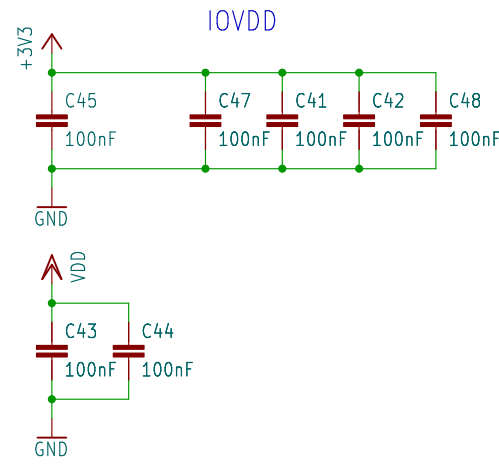 IOVDD
+3V3
C45 C47 C41 C42 C48
100nF 100nF 100nF 100nF 100nF
GND
VDD
C43 C44
100nF 100nF
GND